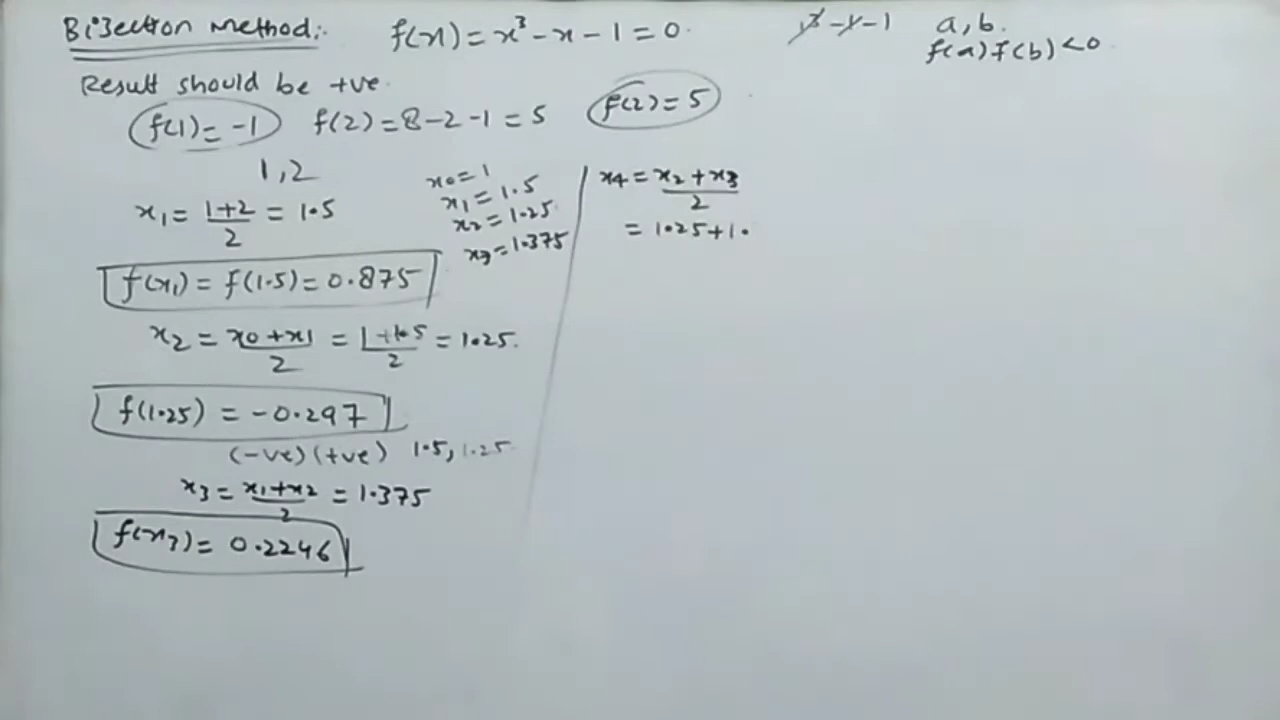 Bisection Method:. f(x) = x³ - x - 1 = 0. x³ - x - 1 a, b.
f(a) f(b) < 0
Result should be +ve.
f(1) = -1 f(2) = 8 - 2 - 1 = 5 f(2) = 5
1, 2
x1 = 1+2/2 = 1.5
f(x1) = f(1.5) = 0.875
x2 = x0 + x1/2 = 1+1.5/2 = 1.25.
f(1.25) = -0.297
(-ve) (+ve) 1.5, 1.25.
x3 = x1 + x2/2 = 1.375
f(x3) = 0.2246
x0 = 1
x1 = 1.5
x2 = 1.25.
x3 = 1.375
x4 = x2 + x3/2
= 1.25 + 1.